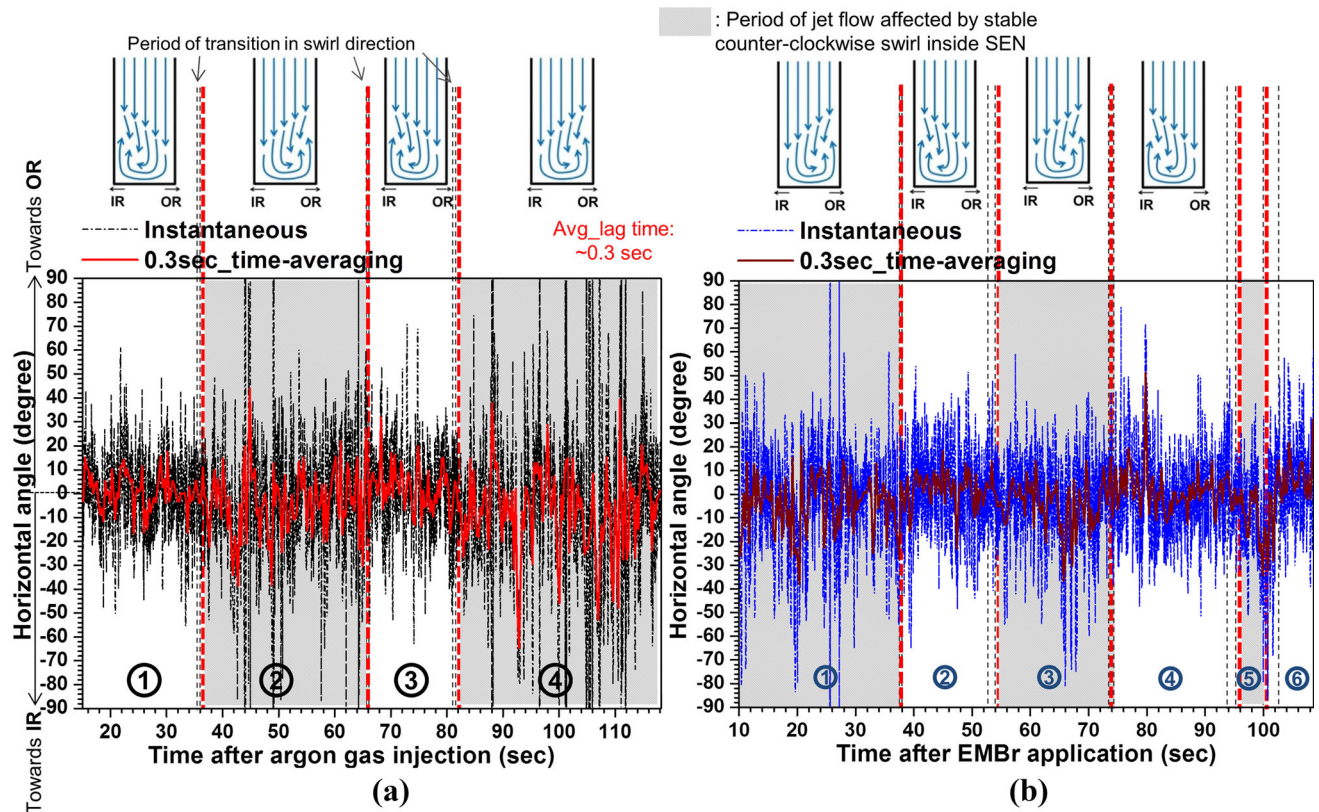 Period of transition in swirl direction
: Period of jet flow affected by stable
counter-clockwise swirl inside SEN
IR OR IR OR IR OR IR OR
IR OR IR OR IR OR IR OR
Instantaneous
0.3sec_time-averaging
Avg_lag time:
~0.3 sec
Instantaneous
0.3sec_time-averaging
Towards OR
Horizontal angle (degree)
Towards IR
90
80
70
60
50
40
30
20
10
0
-10
-20
-30
-40
-50
-60
-70
-80
-90
1 2 3 4
20 30 40 50 60 70 80 90 100 110
Time after argon gas injection (sec)
(a)
Horizontal angle (degree)
90
80
70
60
50
40
30
20
10
0
-10
-20
-30
-40
-50
-60
-70
-80
-90
1 2 3 4 5 6
10 20 30 40 50 60 70 80 90 100
Time after EMBr application (sec)
(b)